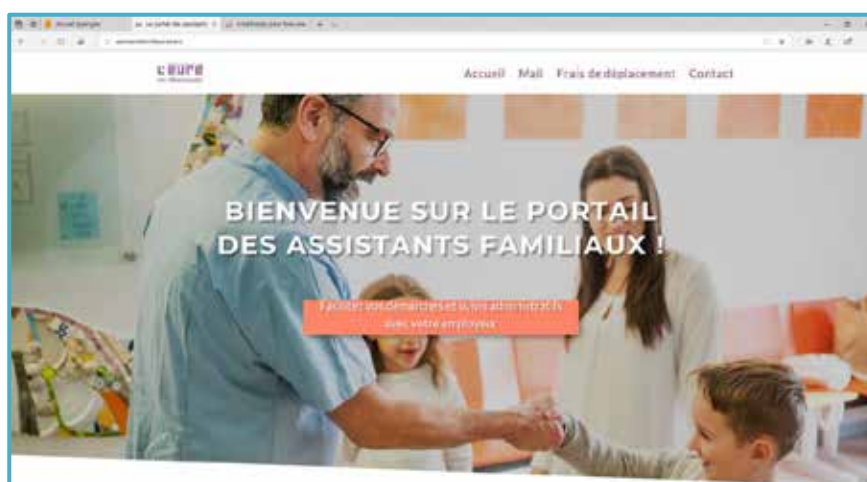 L'EURE
Accueil Mail Frais de déplacement Contact
BIENVENUE SUR LE PORTAIL
DES ASSISTANTS FAMILIAUX !
Faciliter vos démarches et suivis administratifs
avec votre employeur